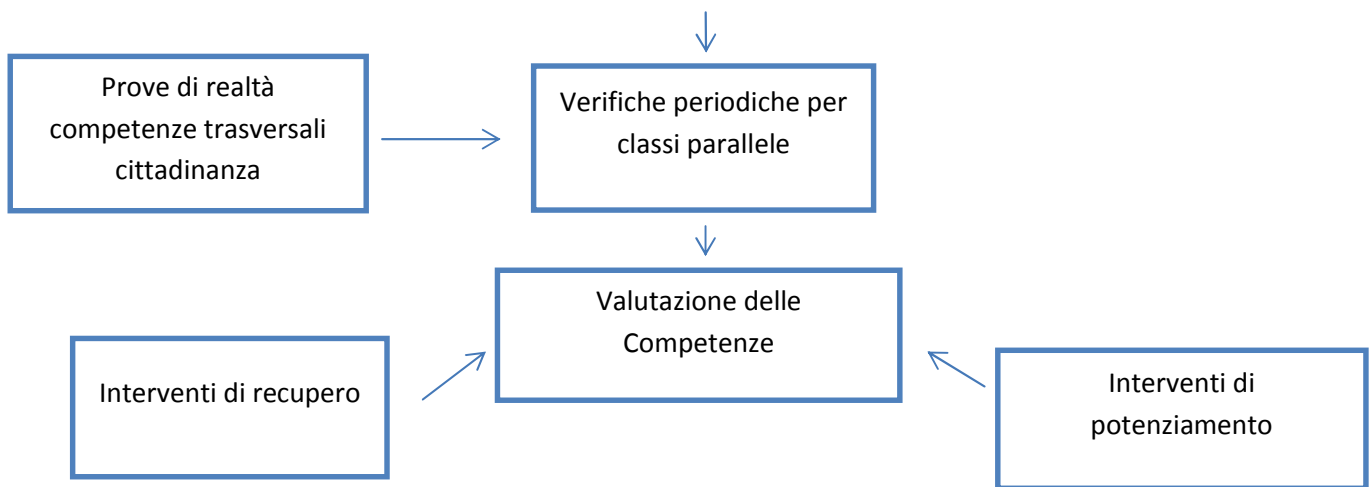 Prove di realtà
competenze trasversali
cittadinanza
Verifiche periodiche per
classi parallele
Valutazione delle
Competenze
Interventi di recupero
Interventi di
potenziamento